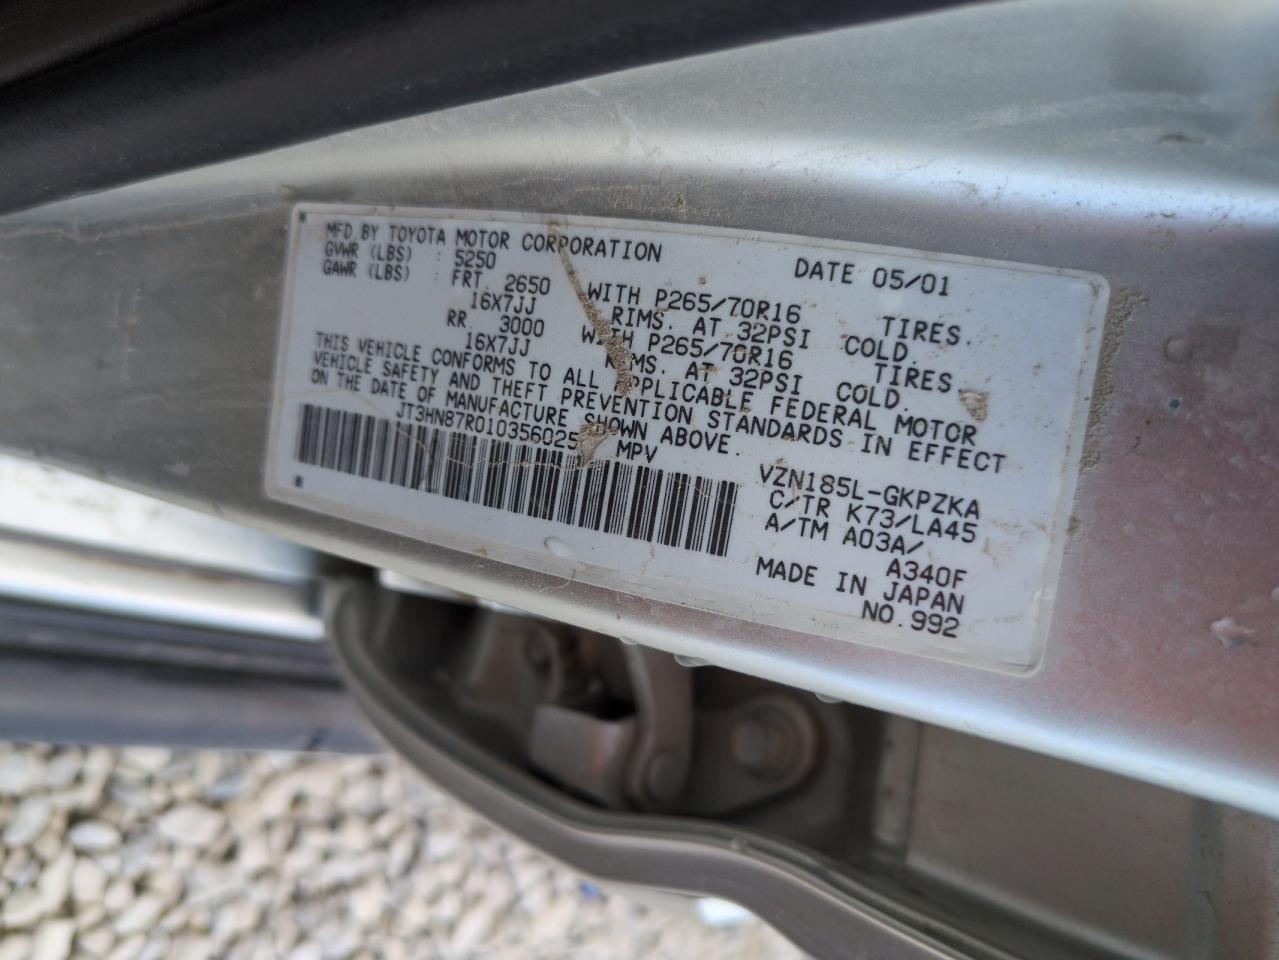 MFD. BY TOYOTA MOTOR CORPORATION DATE 05/01
GVWR (LBS) : 5250
GAWR (LBS) : FRT. 2650 WITH P265/70R16 TIRES.
16X7JJ RIMS. AT 32PSI COLD.
RR. 3000 WITH P265/70R16 TIRES.
16X7JJ RIMS. AT 32PSI COLD.
THIS VEHICLE CONFORMS TO ALL APPLICABLE FEDERAL MOTOR
VEHICLE SAFETY AND THEFT PREVENTION STANDARDS IN EFFECT
ON THE DATE OF MANUFACTURE SHOWN ABOVE.
JT3HN87R010356025 MPV
VZN185L-GKPZKA
C/TR K73/LA45
A/TM A03A/
A340F
MADE IN JAPAN
NO. 992